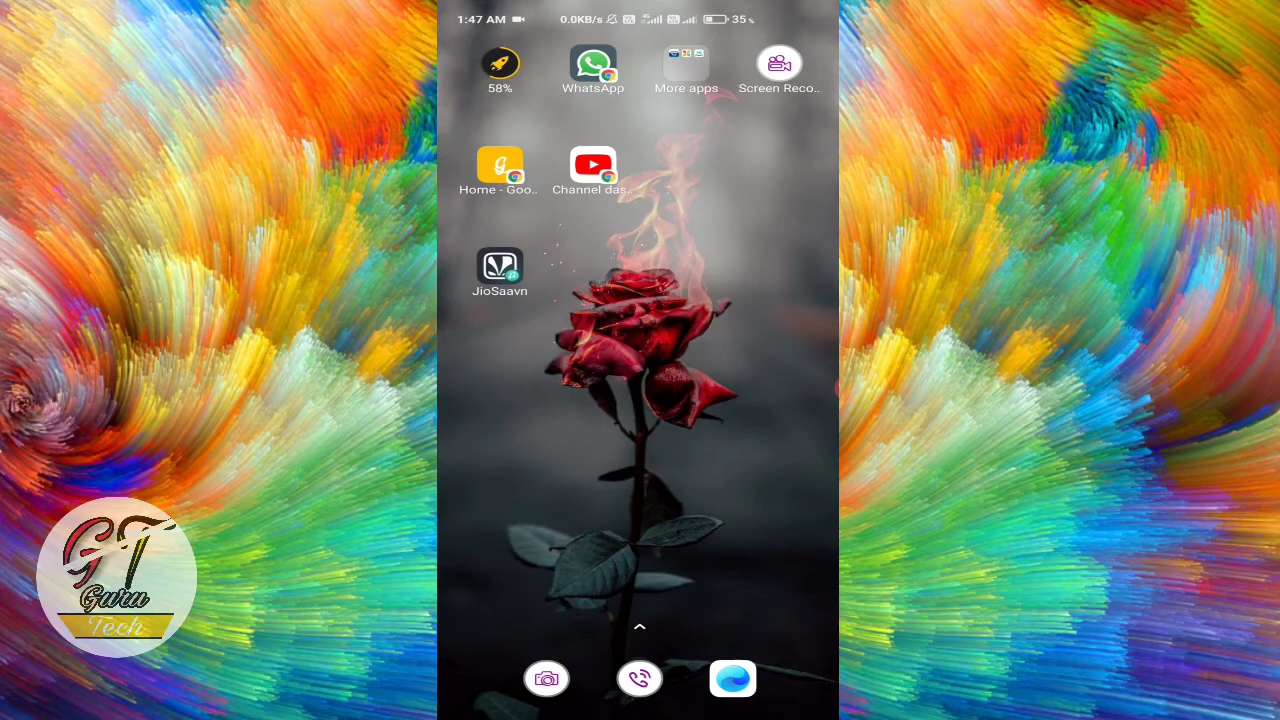 1:47 AM 0.0KB/s 35%
58% WhatsApp More apps Screen Reco..
Home - Goo.. Channel das..
JioSaavn
GT
Guru
Tech